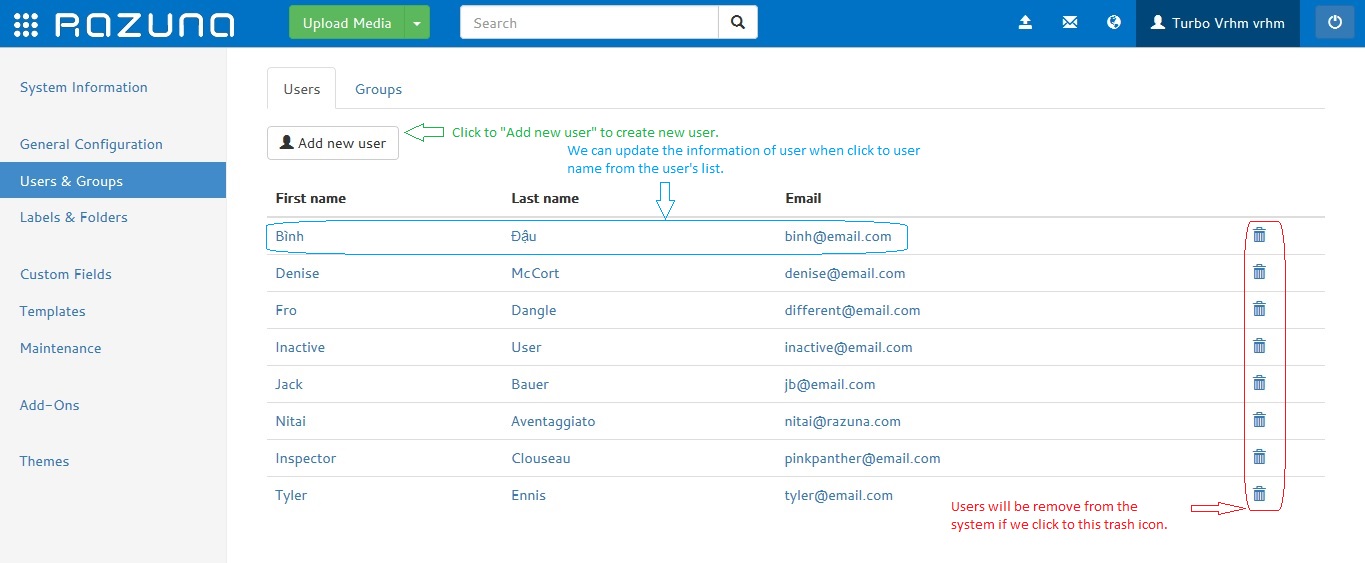 RAZUNA
Upload Media
Search
Turbo Vrhm vrhm
System Information
General Configuration
Users & Groups
Labels & Folders
Custom Fields
Templates
Maintenance
Add-Ons
Themes
Users Groups
Add new user
Click to "Add new user" to create new user.
We can update the information of user when click to user
name from the user's list.
First name Last name Email
Bình Đậu binh@email.com
Denise McCort denise@email.com
Fro Dangle different@email.com
Inactive User inactive@email.com
Jack Bauer jb@email.com
Nitai Aventaggiato nitai@razuna.com
Inspector Clouseau pinkpanther@email.com
Tyler Ennis tyler@email.com
Users will be remove from the
system if we click to this trash icon.